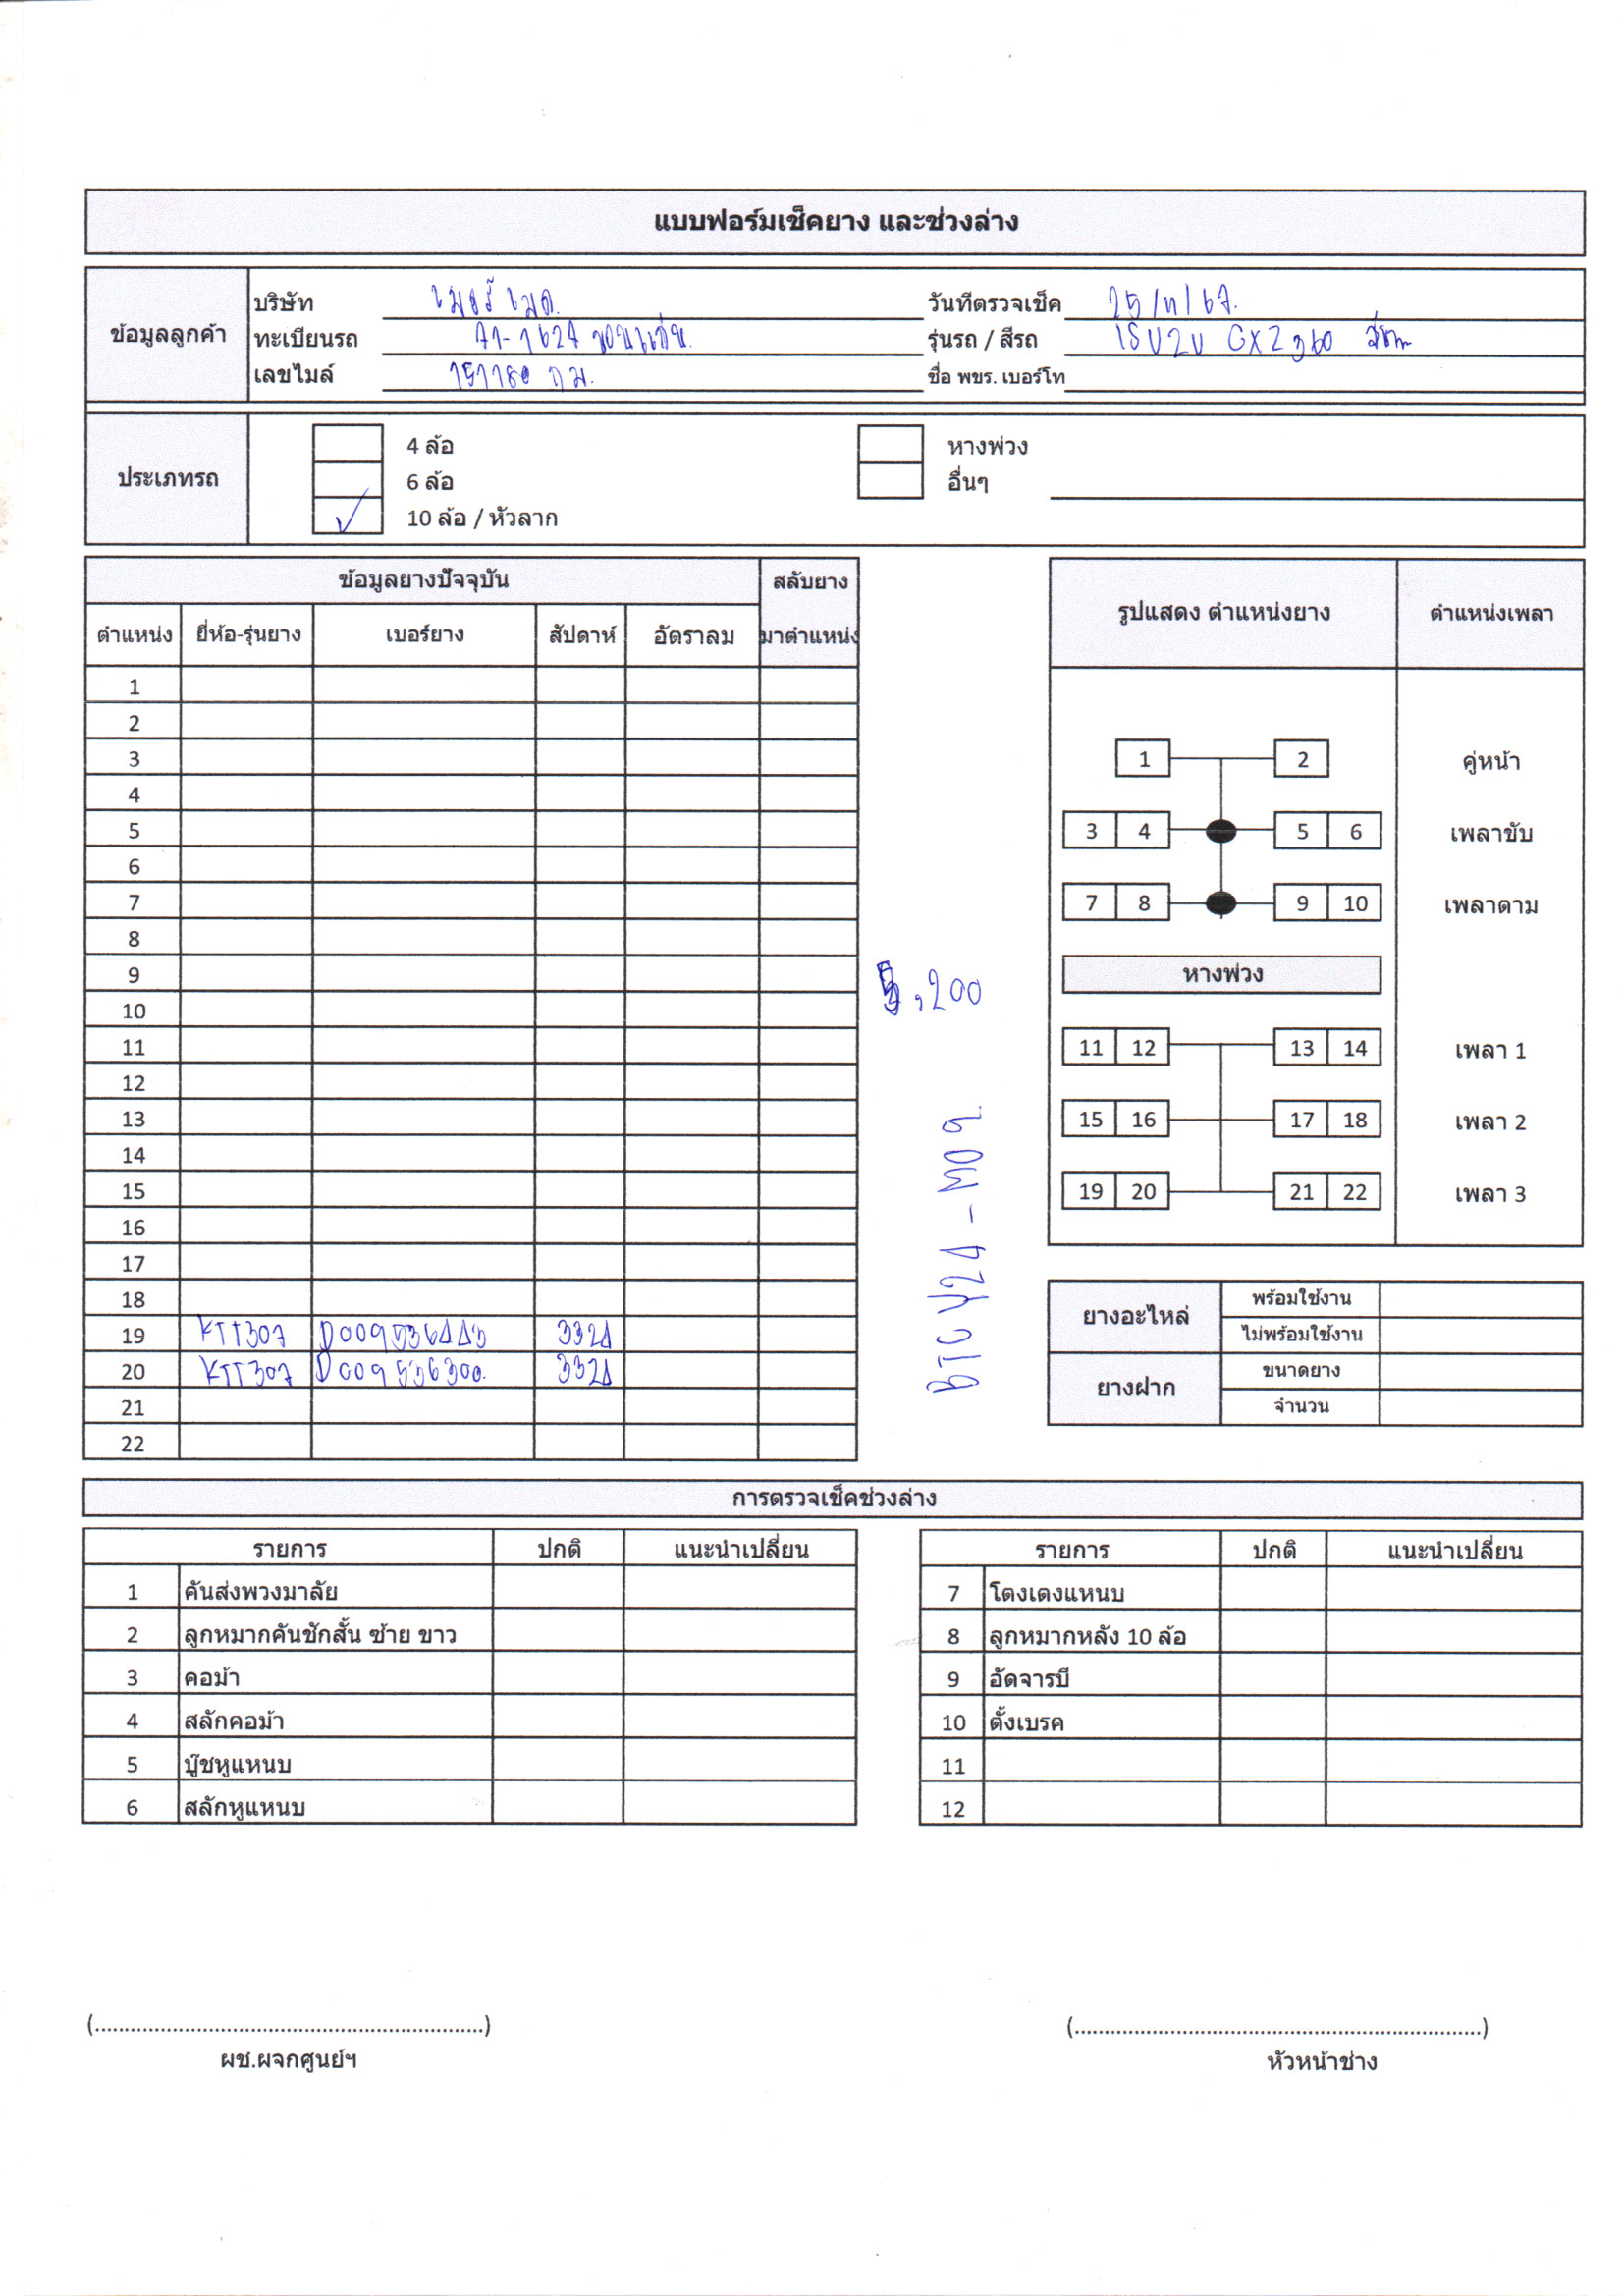 แบบฟอร์มเช็คยาง และช่วงล่าง
ข้อมูลลูกค้า
บริษัท เมอร์เมด. วันที่ตรวจเช็ค 25/11/67.
ทะเบียนรถ 71-1627 ขอนแก่น. รุ่นรถ / สีรถ ISUZU GXZ 360
เลขไมล์ กม. ชื่อ พขร. เบอร์โท
ประเภทรถ
4 ล้อ หางพ่วง
6 ล้อ อื่นๆ
10 ล้อ / หัวลาก
ข้อมูลยางปัจจุบัน สลับยาง
ตำแหน่ง ยี่ห้อ-รุ่นยาง เบอร์ยาง สัปดาห์ อัตราลม มาตำแหน่ง
1
2
3
4
5
6
7
8
9
10
11
12
13
14
15
16
17
18
19 KTT307 D009536443 3324
20 KTT307 D009536300. 3324
21
22
5,200
BTC Y24 - M09
รูปแสดง ตำแหน่งยาง ตำแหน่งเพลา
1 2 คู่หน้า
3 4 5 6 เพลาขับ
7 8 9 10 เพลาตาม
หางพ่วง
11 12 13 14 เพลา 1
15 16 17 18 เพลา 2
19 20 21 22 เพลา 3
ยางอะไหล่ พร้อมใช้งาน
ไม่พร้อมใช้งาน
ยางฝาก ขนาดยาง
จำนวน
การตรวจเช็คช่วงล่าง
รายการ ปกติ แนะนำเปลี่ยน รายการ ปกติ แนะนำเปลี่ยน
1 คันส่งพวงมาลัย 7 โตงเตงแหนบ
2 ลูกหมากคันชักสั้น ซ้าย ขาว 8 ลูกหมากหลัง 10 ล้อ
3 คอม้า 9 อัดจารบี
4 สลักคอม้า 10 ตั้งเบรค
5 บู๊ชหูแหนบ 11
6 สลักหูแหนบ 12
(.................................................................) (.....................................................................)
ผช.ผจกศูนย์ฯ หัวหน้าช่าง